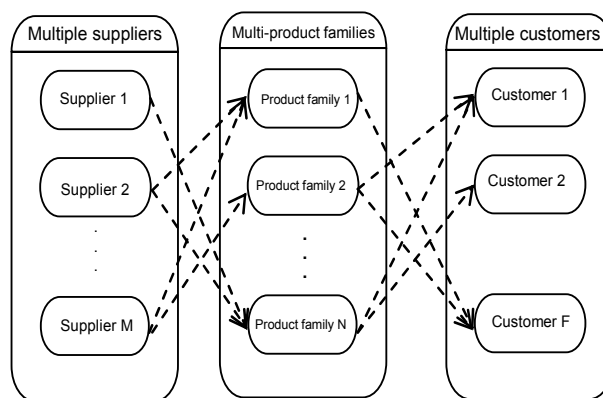 Multiple suppliers
Supplier 1
Supplier 2
Supplier M
Multi-product families
Product family 1
Product family 2
Product family N
Multiple customers
Customer 1
Customer 2
Customer F